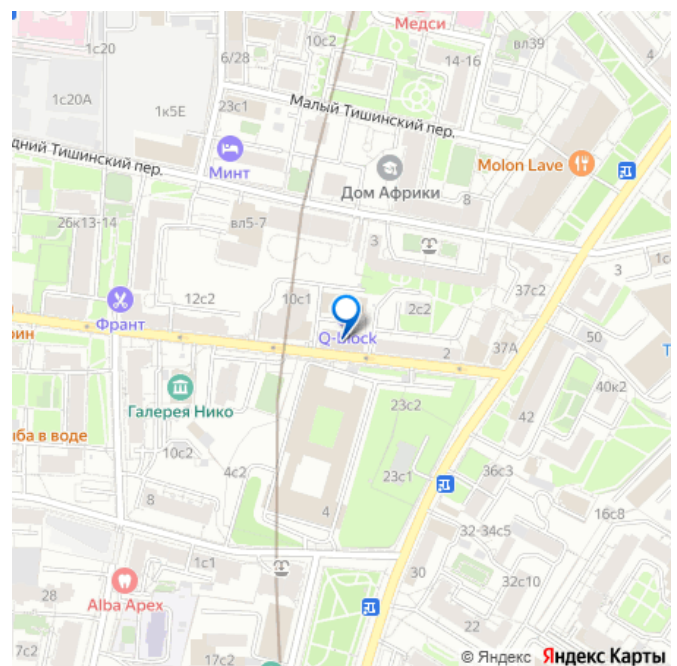 Медси
10с2
вл39
4
1с20
6/28
14-16
1с20А
1к5Е
23с1
Малый Тишинский пер.
дний Тишинский пер.
Минт
Molon Lave
Дом Африки
8
26к13-14
вл5-7
3
3
1с
12с2
10с1
37с2
2с2
Франт
Q-block
50
рин
2
37А
Т
40к2
Галерея Нико
23с2
42
ба в воде
10с2
4с2
36с3
23с1
8
4
16с8
32-34с5
1с1
30
32с10
28
Alba Apex
22
17с2
© Яндекс Яндекс Карты